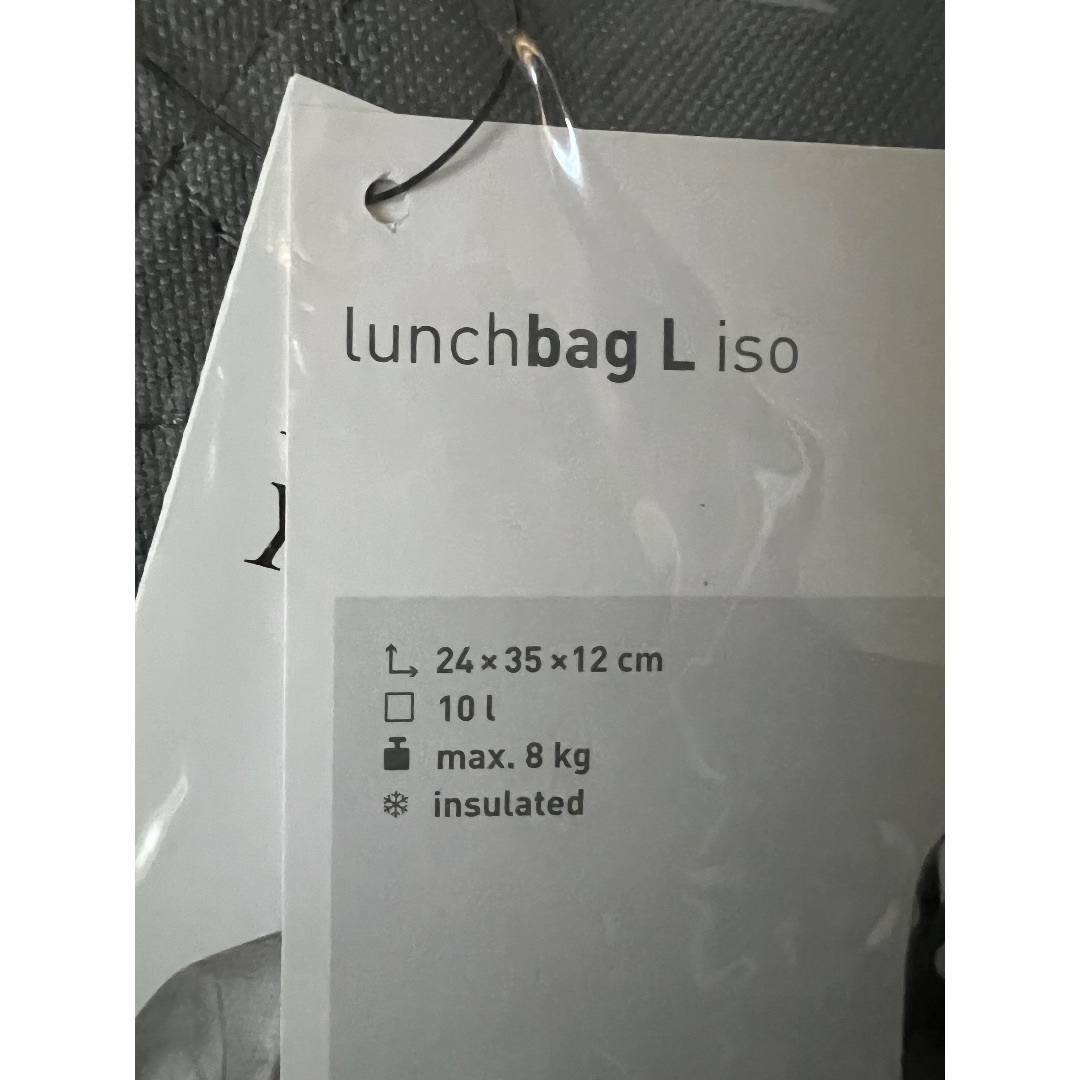 lunchbag L iso
24 × 35 × 12 cm
10 l
max. 8 kg
insulated